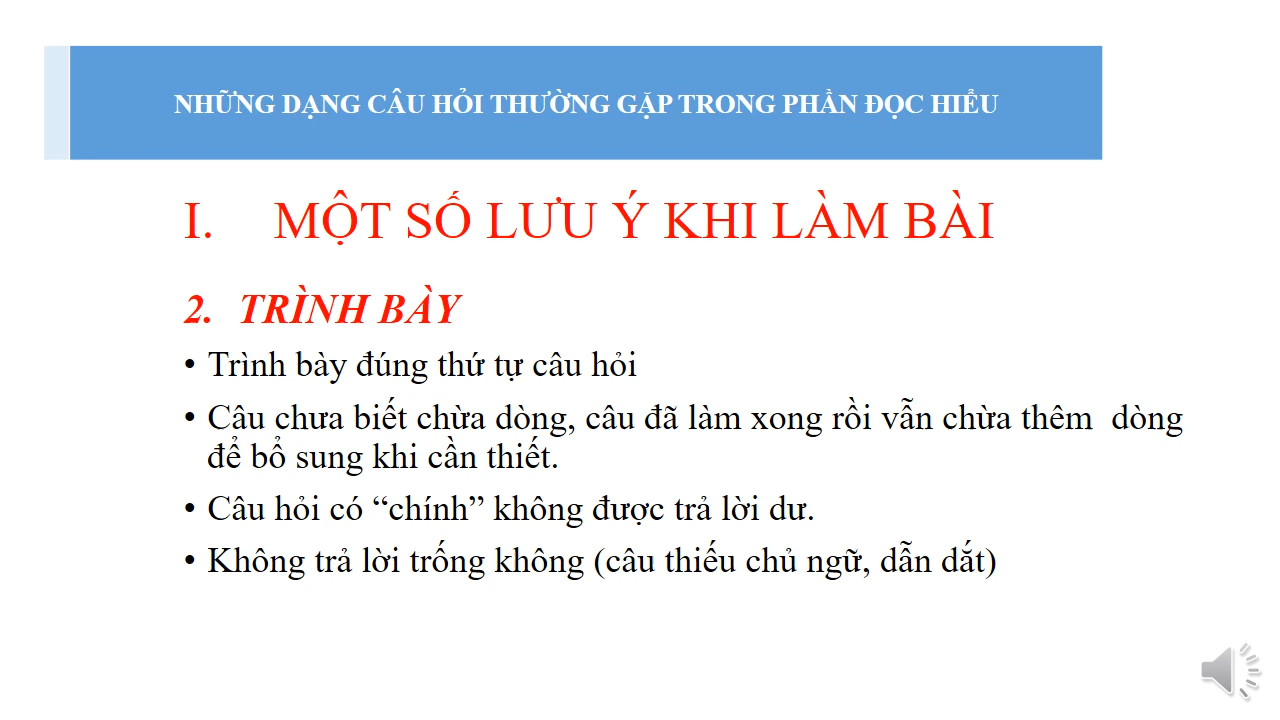 NHỮNG DẠNG CÂU HỎI THƯỜNG GẶP TRONG PHẦN ĐỌC HIỂU
I. MỘT SỐ LƯU Ý KHI LÀM BÀI
2. TRÌNH BÀY
• Trình bày đúng thứ tự câu hỏi
• Câu chưa biết chừa dòng, câu đã làm xong rồi vẫn chừa thêm dòng
để bổ sung khi cần thiết.
• Câu hỏi có “chính” không được trả lời dư.
• Không trả lời trống không (câu thiếu chủ ngữ, dẫn dắt)